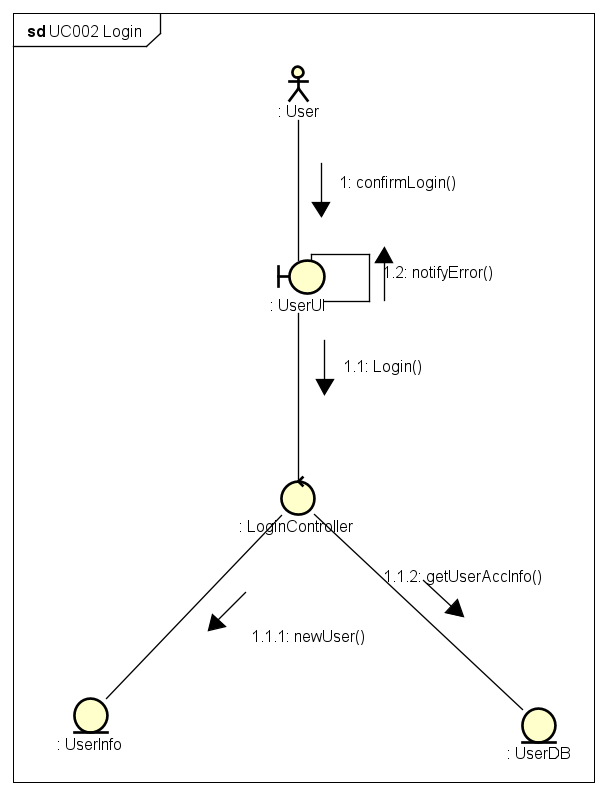 sd UC002 Login
: User
1: confirmLogin()
1.2: notifyError()
: UserUI
1.1: Login()
: LoginController
1.1.2: getUserAccInfo()
1.1.1: newUser()
: UserInfo
: UserDB